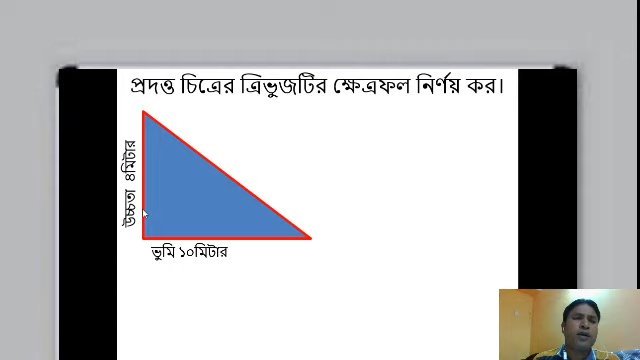 প্রদত্ত চিত্রের ত্রিভুজটির ক্ষেত্রফল নির্ণয় কর।
উচ্চতা ৪মিটার
ভুমি ১০মিটার